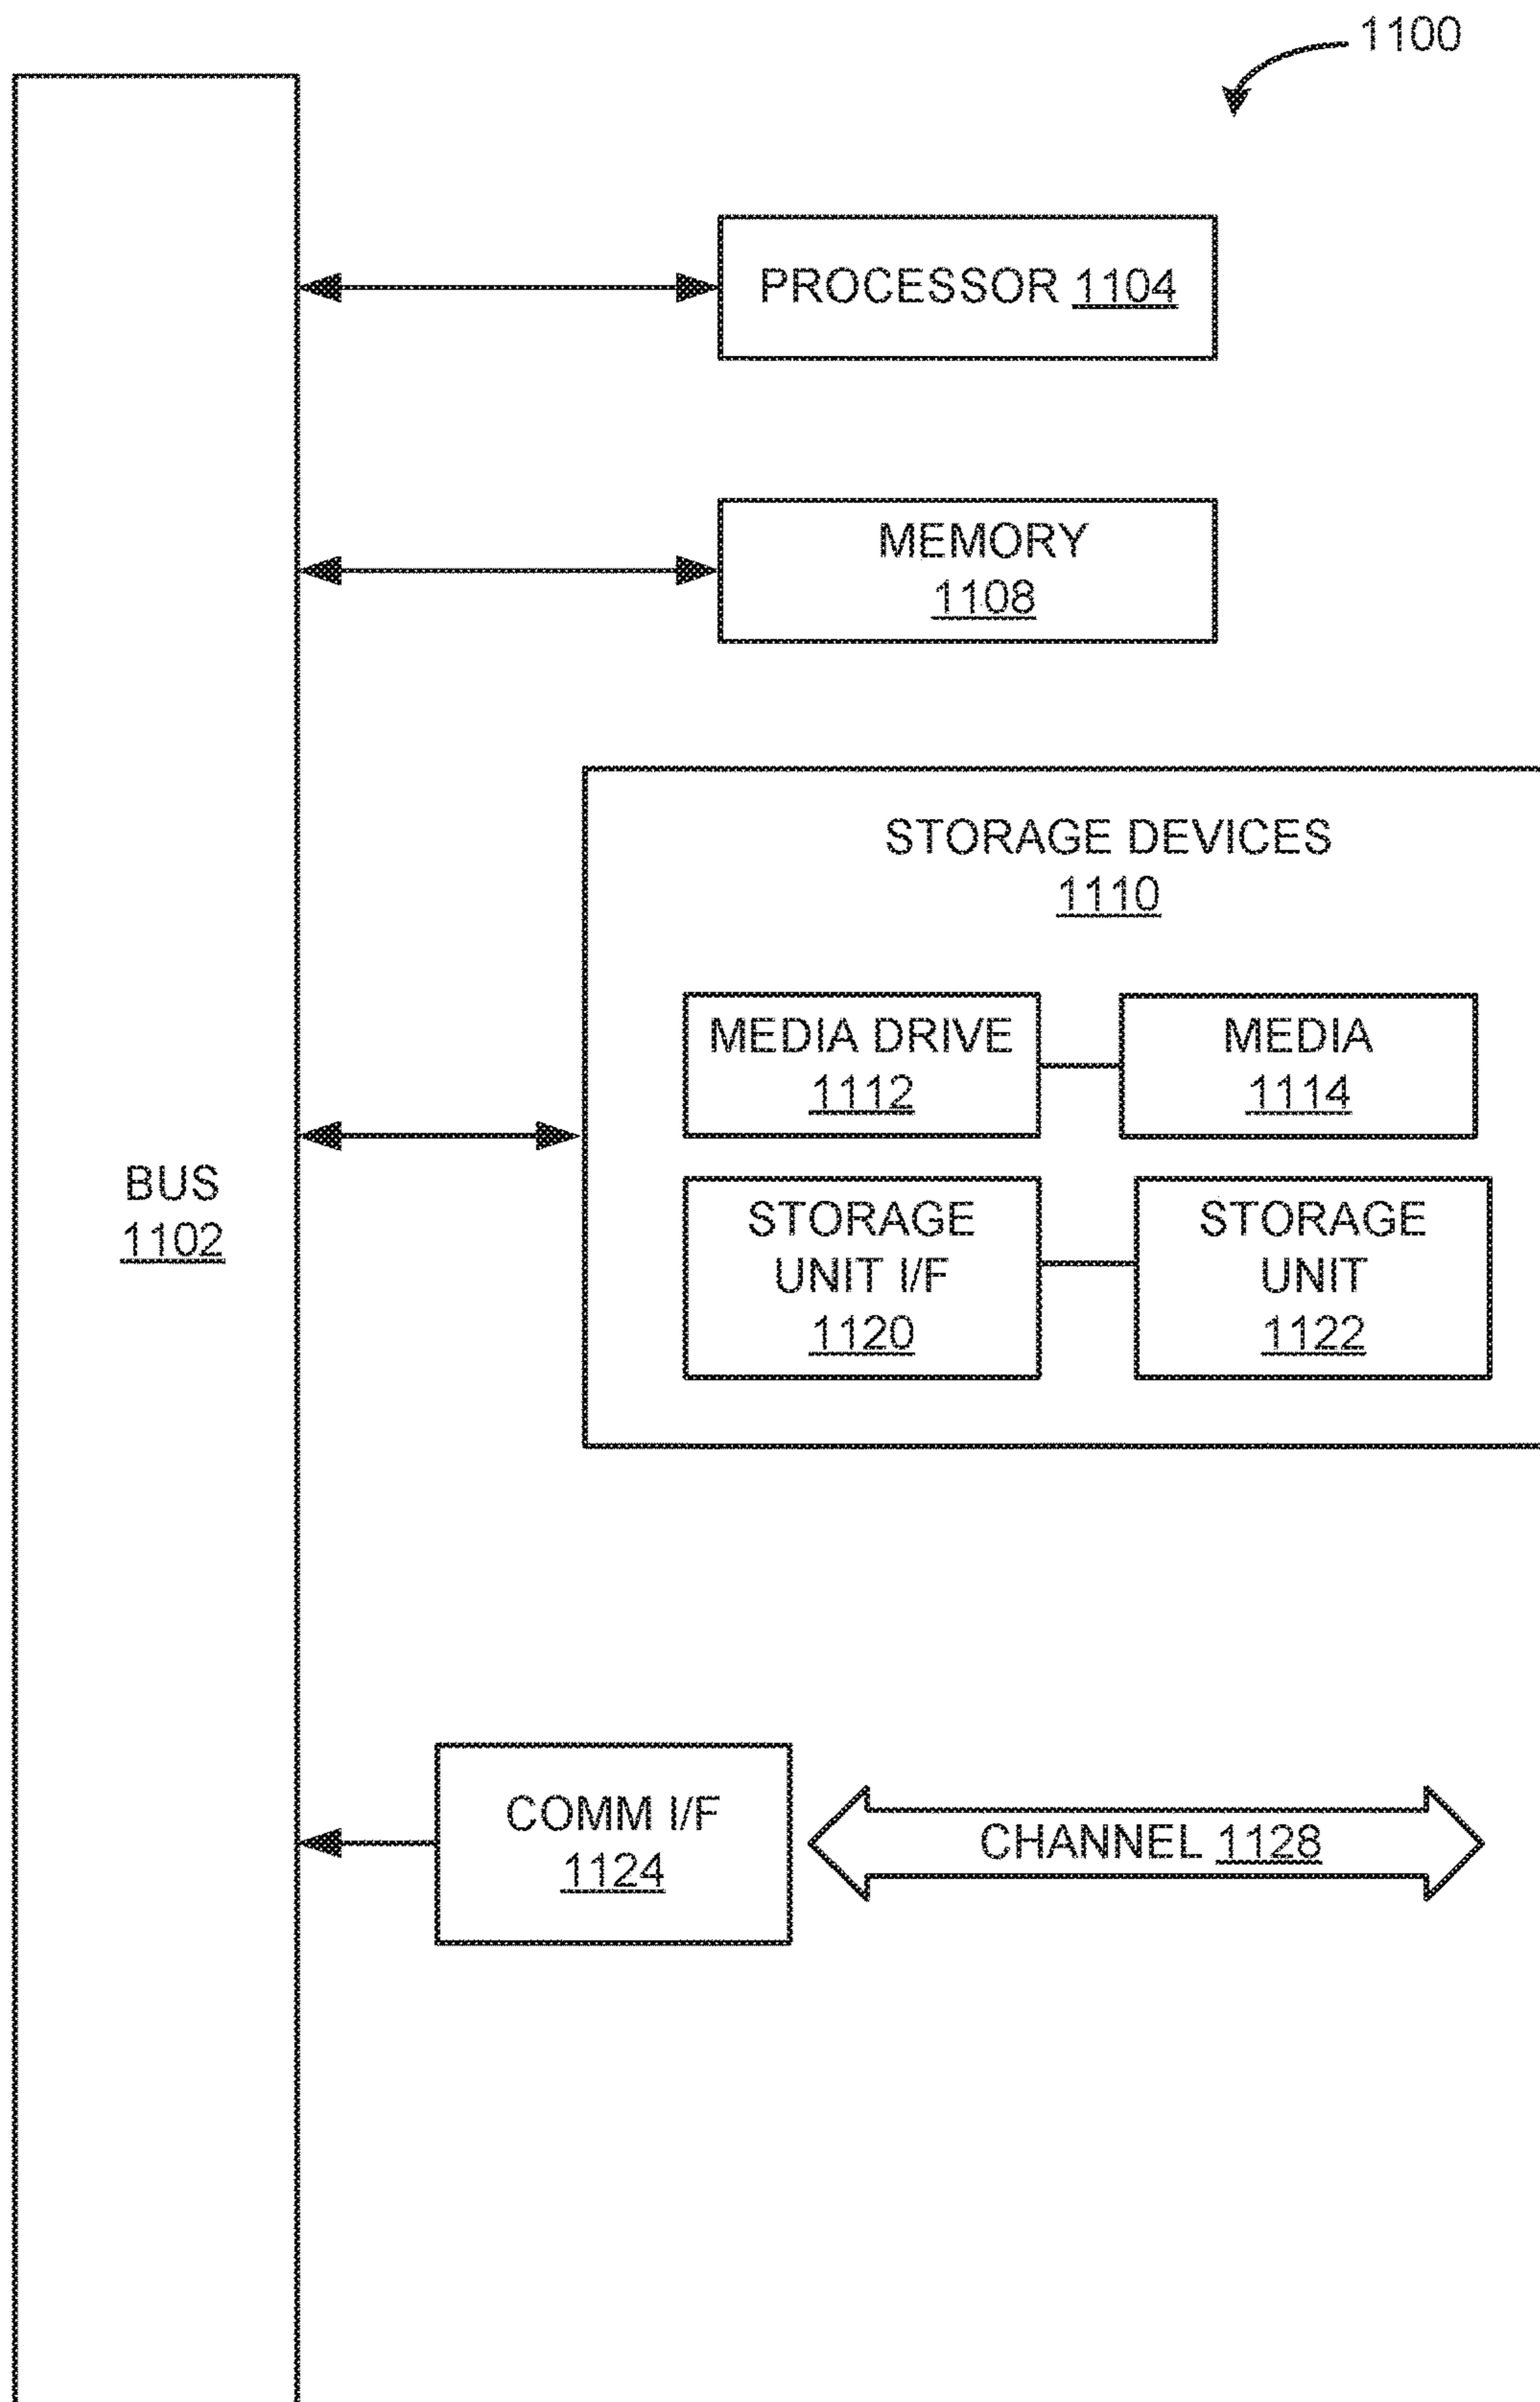 1100
PROCESSOR 1104
MEMORY
1108
STORAGE DEVICES
1110
MEDIA DRIVE
1112
MEDIA
1114
BUS
1102
STORAGE
UNIT I/F
1120
STORAGE
UNIT
1122
COMM I/F
1124
CHANNEL 1128